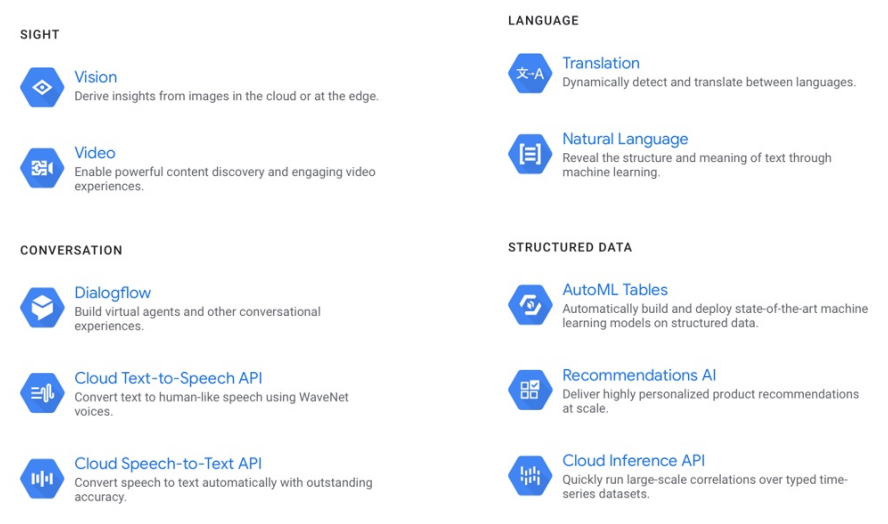 SIGHT
Vision
Derive insights from images in the cloud or at the edge.
Video
Enable powerful content discovery and engaging video
experiences.
CONVERSATION
Dialogflow
Build virtual agents and other conversational
experiences.
Cloud Text-to-Speech API
Convert text to human-like speech using WaveNet
voices.
Cloud Speech-to-Text API
Convert speech to text automatically with outstanding
accuracy.
LANGUAGE
文→A
Translation
Dynamically detect and translate between languages.
Natural Language
Reveal the structure and meaning of text through
machine learning.
STRUCTURED DATA
AutoML Tables
Automatically build and deploy state-of-the-art machine
learning models on structured data.
Recommendations AI
Deliver highly personalized product recommendations
at scale.
Cloud Inference API
Quickly run large-scale correlations over typed time-
series datasets.